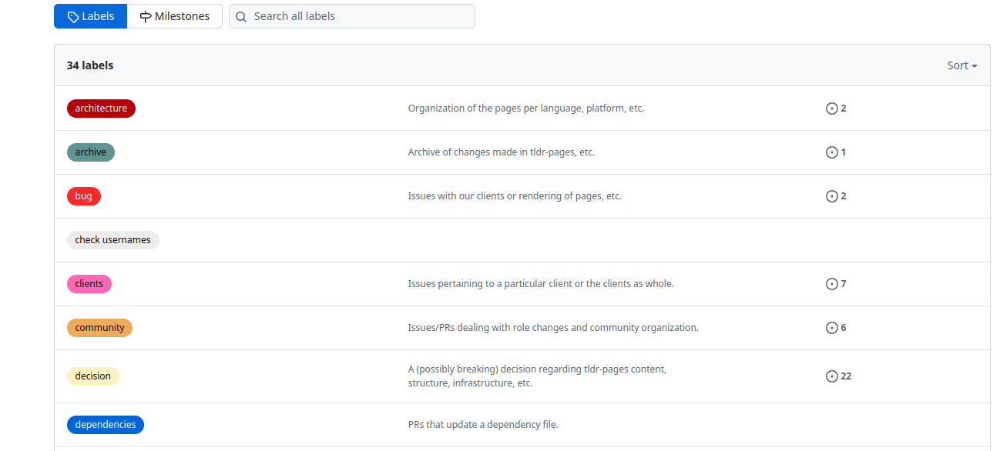 Labels Milestones Search all labels
34 labels Sort
architecture Organization of the pages per language, platform, etc. 2
archive Archive of changes made in tldr-pages, etc. 1
bug Issues with our clients or rendering of pages, etc. 2
check usernames
clients Issues pertaining to a particular client or the clients as whole. 7
community Issues/PRs dealing with role changes and community organization. 6
decision A (possibly breaking) decision regarding tldr-pages content,
structure, infrastructure, etc. 22
dependencies PRs that update a dependency file.